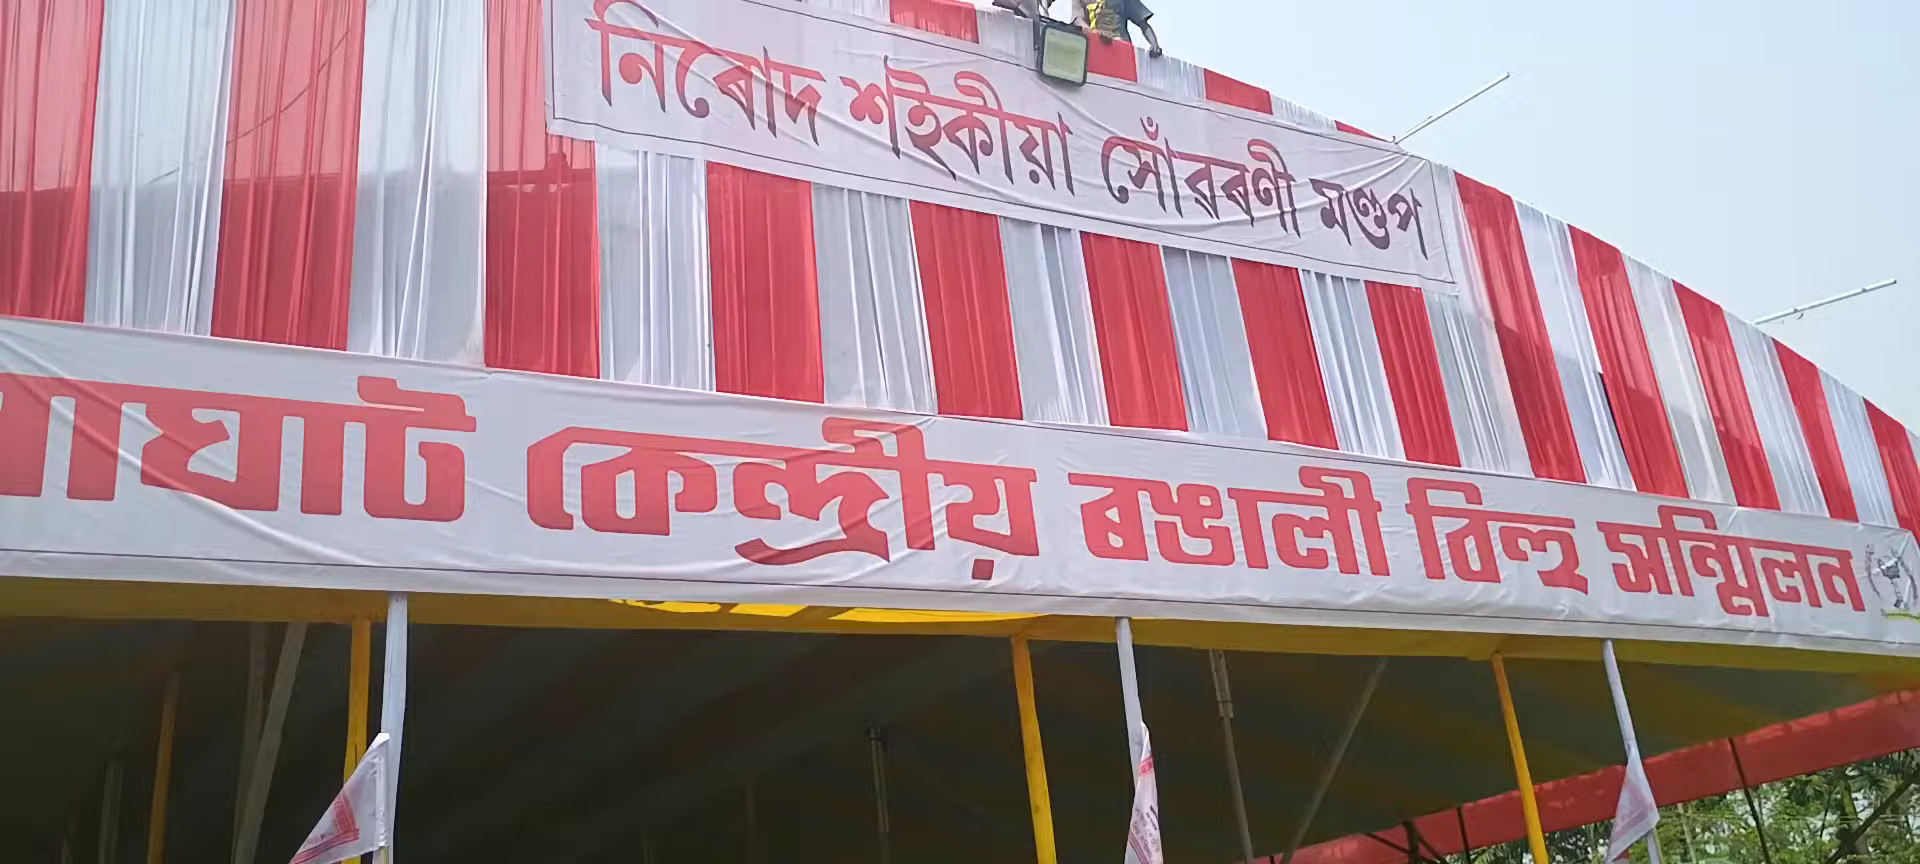 নিৰোদ শইকীয়া সোঁৱৰণী মণ্ডপ
াঘাট কেন্দ্ৰীয় ৰঙালী বিহু সন্মিলন